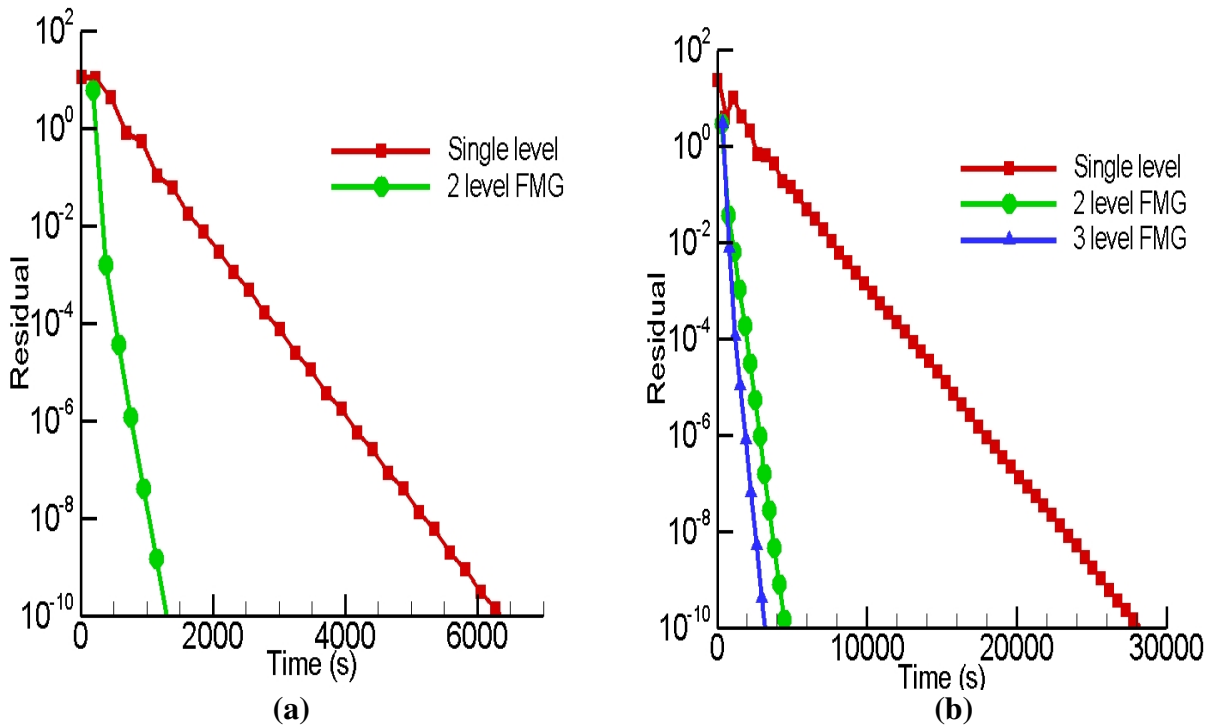 10^2
10^0
10^-2
10^-4
10^-6
10^-8
10^-10
Residual
Single level
2 level FMG
0 2000 4000 6000
Time (s)
(a)
10^2
10^0
10^-2
10^-4
10^-6
10^-8
10^-10
Residual
Single level
2 level FMG
3 level FMG
0 10000 20000 30000
Time (s)
(b)